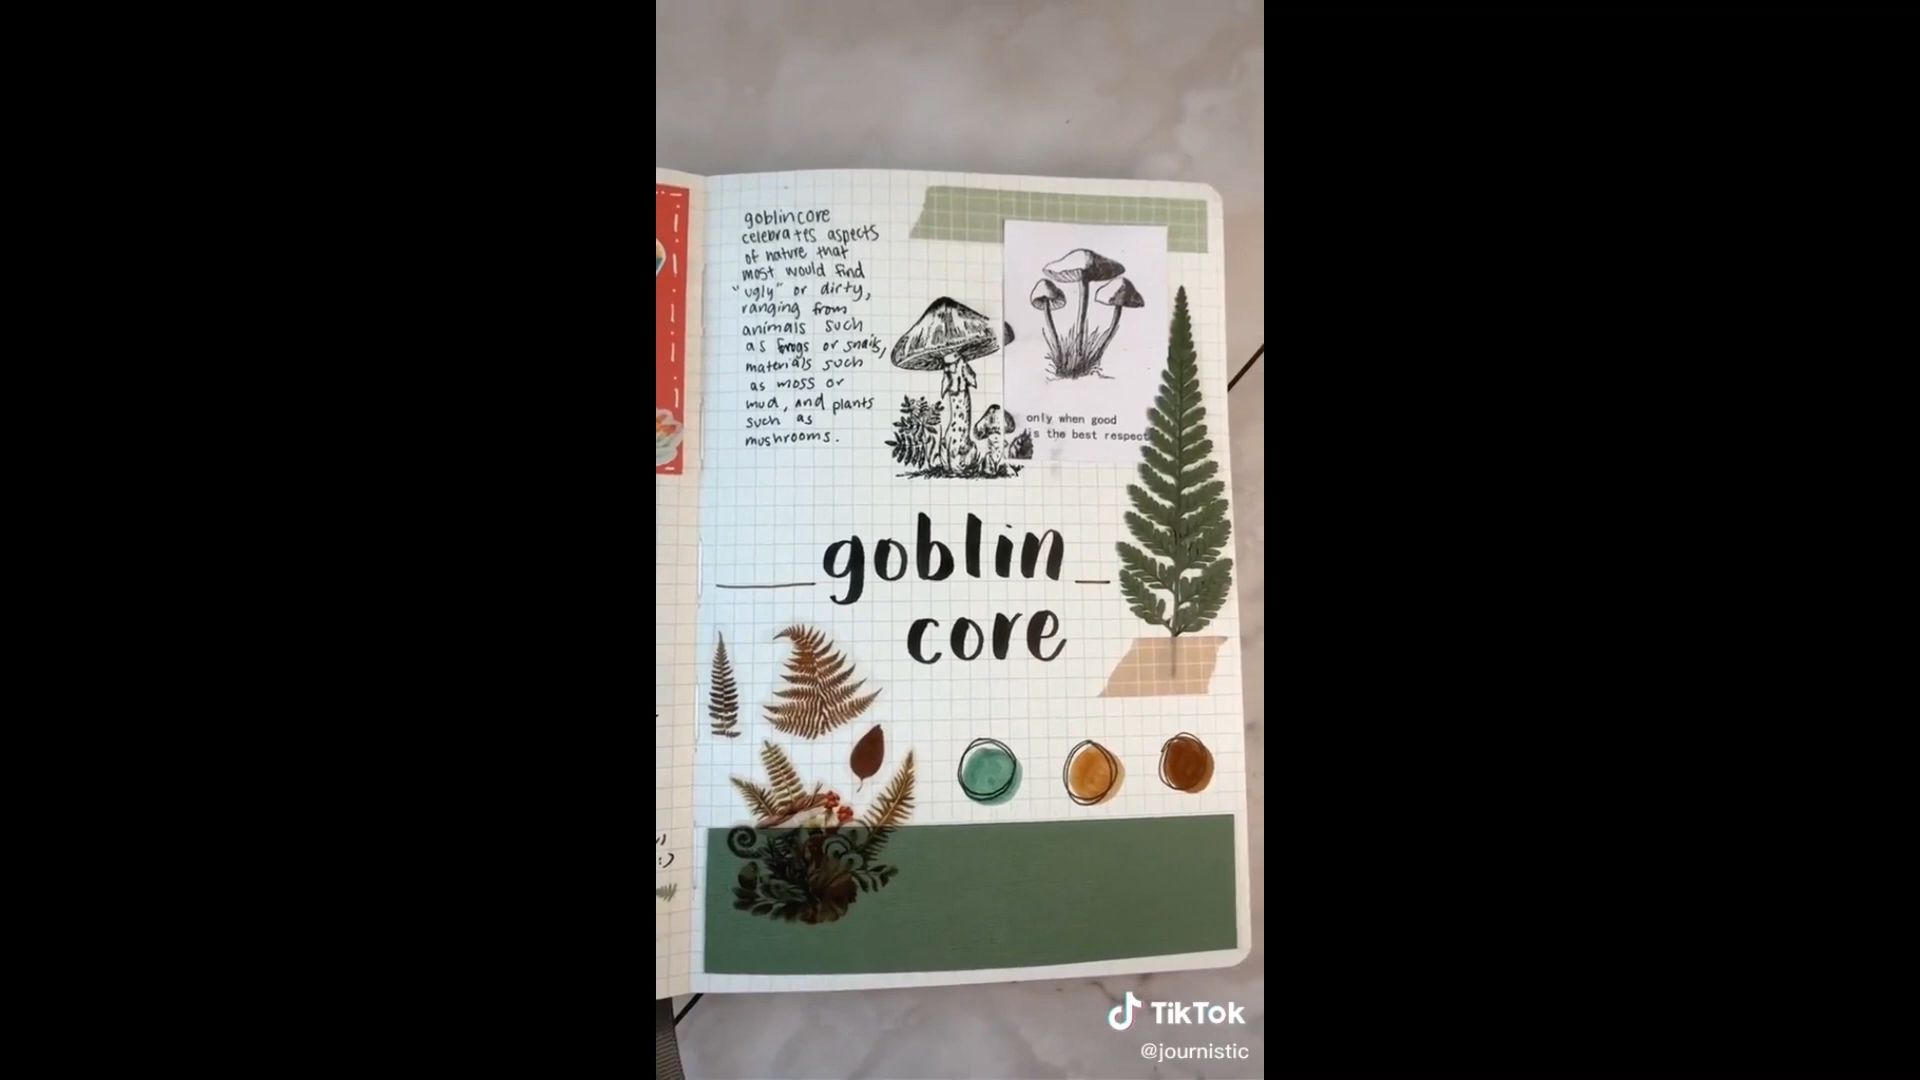 goblincore
celebrates aspects
of nature that
most would find
"ugly" or dirty,
ranging from
animals such
as frogs or snails,
materials such
as moss or
mud, and plants
such as
mushrooms.
only when good
is the best respect
goblin
core
:)
TikTok
@journistic